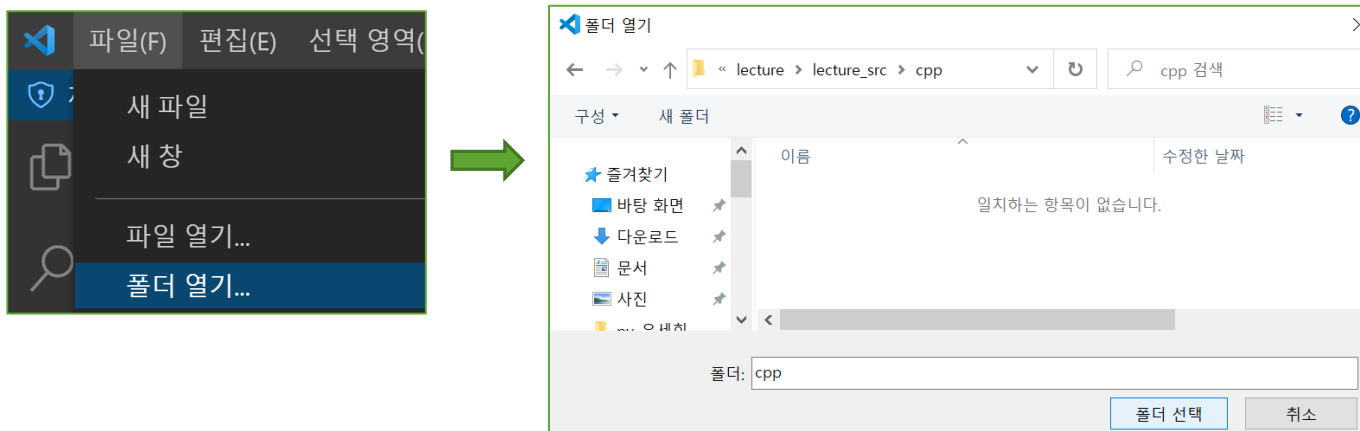 파일(F) 편집(E) 선택 영역(
새 파일
새 창
파일 열기...
폴더 열기...
폴더 열기
« lecture > lecture_src > cpp
cpp 검색
구성
새 폴더
이름
수정한 날짜
즐겨찾기
일치하는 항목이 없습니다.
바탕 화면
다운로드
문서
사진
폴더: cpp
폴더 선택
취소